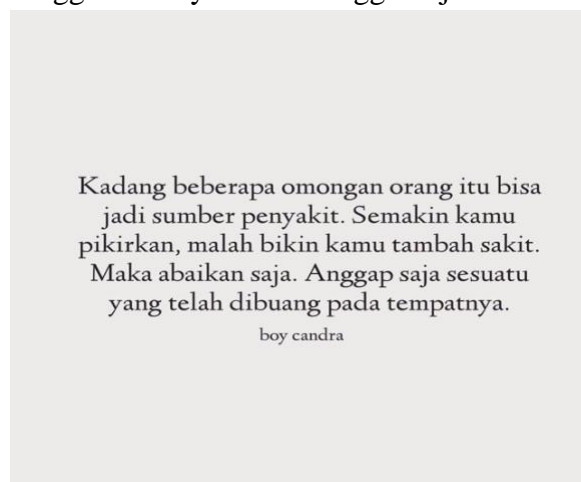 Kadang beberapa omongan orang itu bisa
jadi sumber penyakit. Semakin kamu
pikirkan, malah bikin kamu tambah sakit.
Maka abaikan saja. Anggap saja sesuatu
yang telah dibuang pada tempatnya.
boy candra